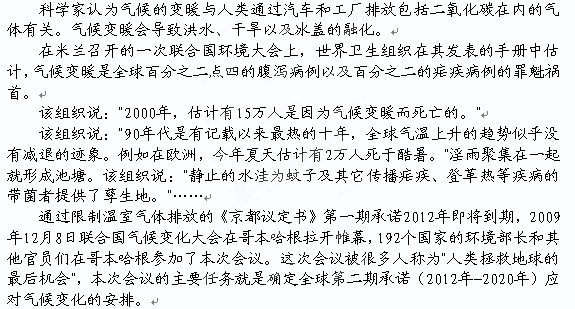 科学家认为气候的变暖与人类通过汽车和工厂排放包括二氧化碳在内的气
体有关。气候变暖会导致洪水、干旱以及冰盖的融化。
在米兰召开的一次联合国环境大会上，世界卫生组织在其发表的手册中估
计，气候变暖是全球百分之二点四的腹泻病例以及百分之二的疟疾病例的罪魁祸
首。
该组织说："2000年，估计有15万人是因为气候变暖而死亡的。"
该组织说："90年代是有记载以来最热的十年，全球气温上升的趋势似乎没
有减退的迹象。例如在欧洲，今年夏天估计有2万人死于酷暑。"淫雨聚集在一起
就形成池塘。该组织说："静止的水洼为蚊子及其它传播疟疾、登革热等疾病的
带菌者提供了孳生地。"……
通过限制温室气体排放的《京都议定书》第一期承诺2012年即将到期，2009
年12月8日联合国气候变化大会在哥本哈根拉开帷幕，192个国家的环境部长和其
他官员们在哥本哈根参加了本次会议。这次会议被很多人称为"人类拯救地球的
最后机会"，本次会议的主要任务就是确定全球第二期承诺（2012年—2020年）应
对气候变化的安排。